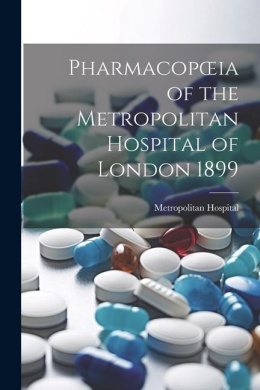 Pharmacopœia
of the
Metropolitan
Hospital of
London 1899
Metropolitan Hospital